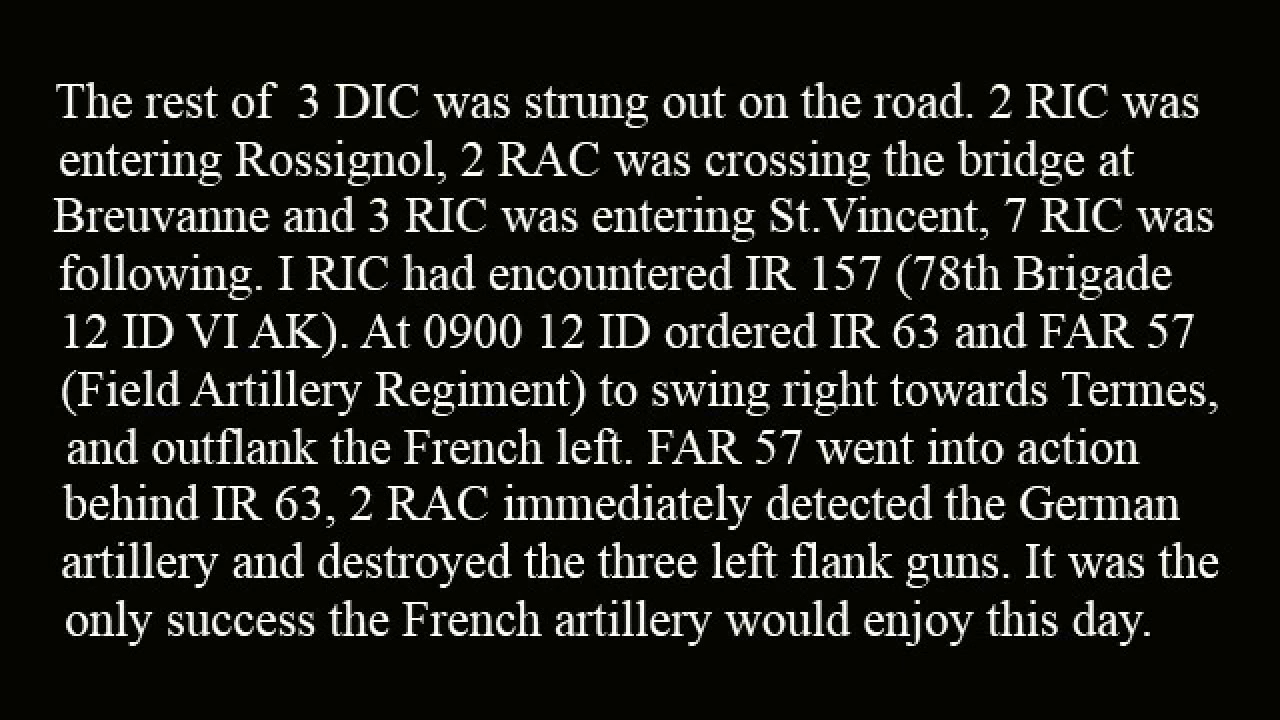 The rest of  3 DIC was strung out on the road. 2 RIC was
entering Rossignol, 2 RAC was crossing the bridge at
Breuvanne and 3 RIC was entering St.Vincent, 7 RIC was
following. I RIC had encountered IR 157 (78th Brigade
12 ID VI AK). At 0900 12 ID ordered IR 63 and FAR 57
(Field Artillery Regiment) to swing right towards Termes,
and outflank the French left. FAR 57 went into action
behind IR 63, 2 RAC immediately detected the German
artillery and destroyed the three left flank guns. It was the
only success the French artillery would enjoy this day.